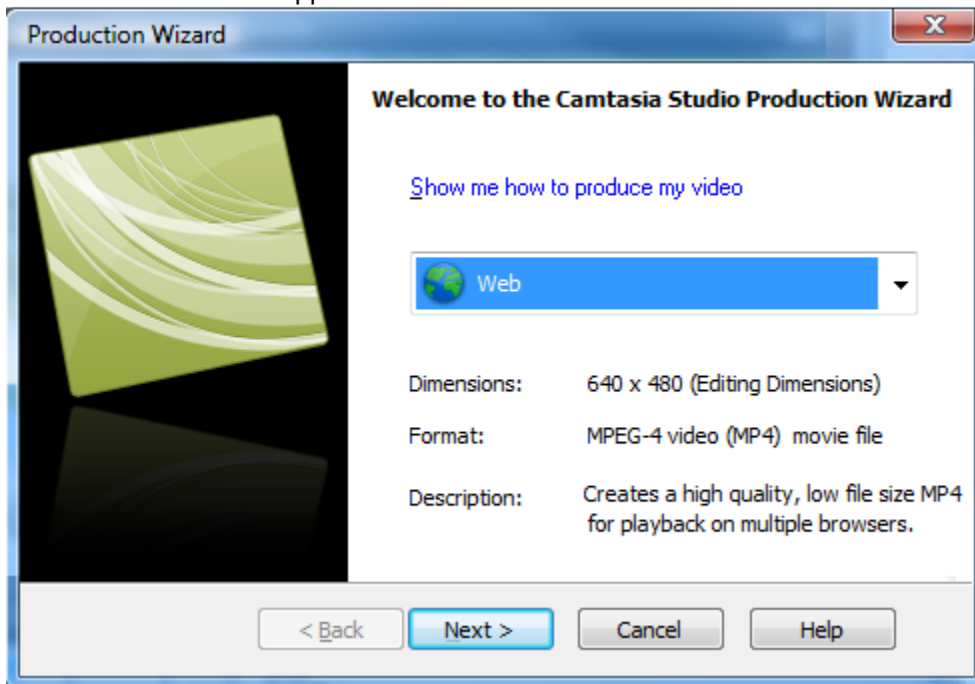 Production Wizard
Welcome to the Camtasia Studio Production Wizard
Show me how to produce my video
Web
Dimensions: 640 x 480 (Editing Dimensions)
Format: MPEG-4 video (MP4) movie file
Description: Creates a high quality, low file size MP4
for playback on multiple browsers.
< Back Next > Cancel Help